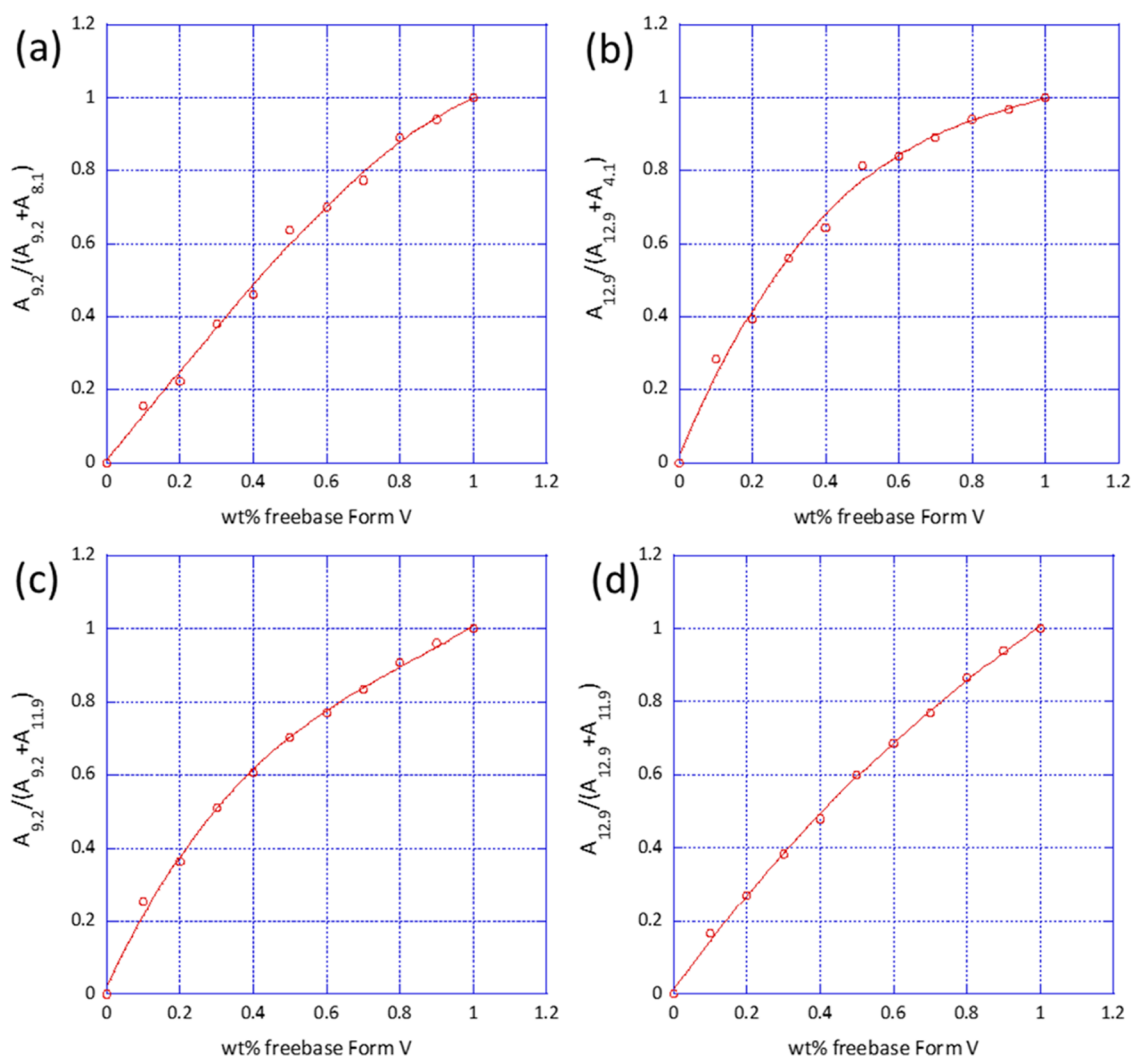 (a)
1.2
1
0.8
0.6
0.4
0.2
0
0 0.2 0.4 0.6 0.8 1 1.2
A9.2/(A9.2+A8.1)
wt% freebase Form V
(b)
1.2
1
0.8
0.6
0.4
0.2
0
0 0.2 0.4 0.6 0.8 1 1.2
A12.9/(A12.9+A4.1)
wt% freebase Form V
(c)
1.2
1
0.8
0.6
0.4
0.2
0
0 0.2 0.4 0.6 0.8 1 1.2
A9.2/(A9.2+A11.9)
wt% freebase Form V
(d)
1.2
1
0.8
0.6
0.4
0.2
0
0 0.2 0.4 0.6 0.8 1 1.2
A12.9/(A12.9+A11.9)
wt% freebase Form V